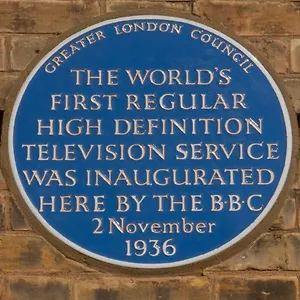 GREATER LONDON COUNCIL
THE WORLD'S
FIRST REGULAR
HIGH DEFINITION
TELEVISION SERVICE
WAS INAUGURATED
HERE BY THE B·B·C
2 November
1936